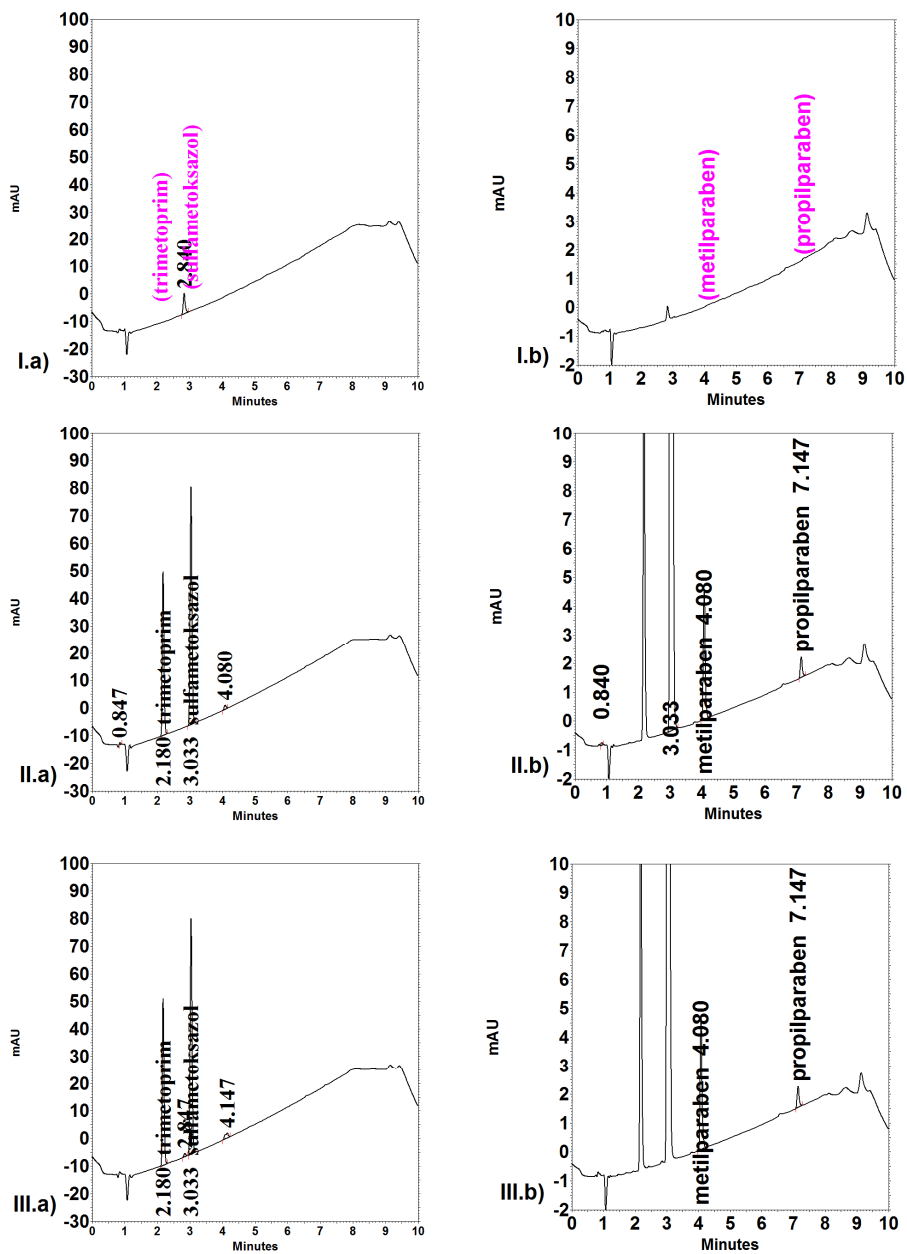 100
90
80
70
60
50
40
30
20
10
0
-10
-20
-30
mAU
(trimetoprim)
2.840
(sulfametoksazol)
0 1 2 3 4 5 6 7 8 9 10
Minutes
I.a)
10
9
8
7
6
5
4
3
2
1
0
-1
-2
mAU
(metilparaben)
(propilparaben)
0 1 2 3 4 5 6 7 8 9 10
Minutes
I.b)
100
90
80
70
60
50
40
30
20
10
0
-10
-20
-30
mAU
0.847
2.180 trimetoprim
3.033 sulfametoksazol
4.080
0 1 2 3 4 5 6 7 8 9 10
Minutes
II.a)
10
9
8
7
6
5
4
3
2
1
0
-1
-2
mAU
0.840
3.033
metilparaben 4.080
propilparaben 7.147
0 1 2 3 4 5 6 7 8 9 10
Minutes
II.b)
100
90
80
70
60
50
40
30
20
10
0
-10
-20
-30
mAU
2.180 trimetoprim
2.847
3.033 sulfametoksazol
4.147
0 1 2 3 4 5 6 7 8 9 10
Minutes
III.a)
10
9
8
7
6
5
4
3
2
1
0
-1
-2
mAU
metilparaben 4.080
propilparaben 7.147
0 1 2 3 4 5 6 7 8 9 10
Minutes
III.b)